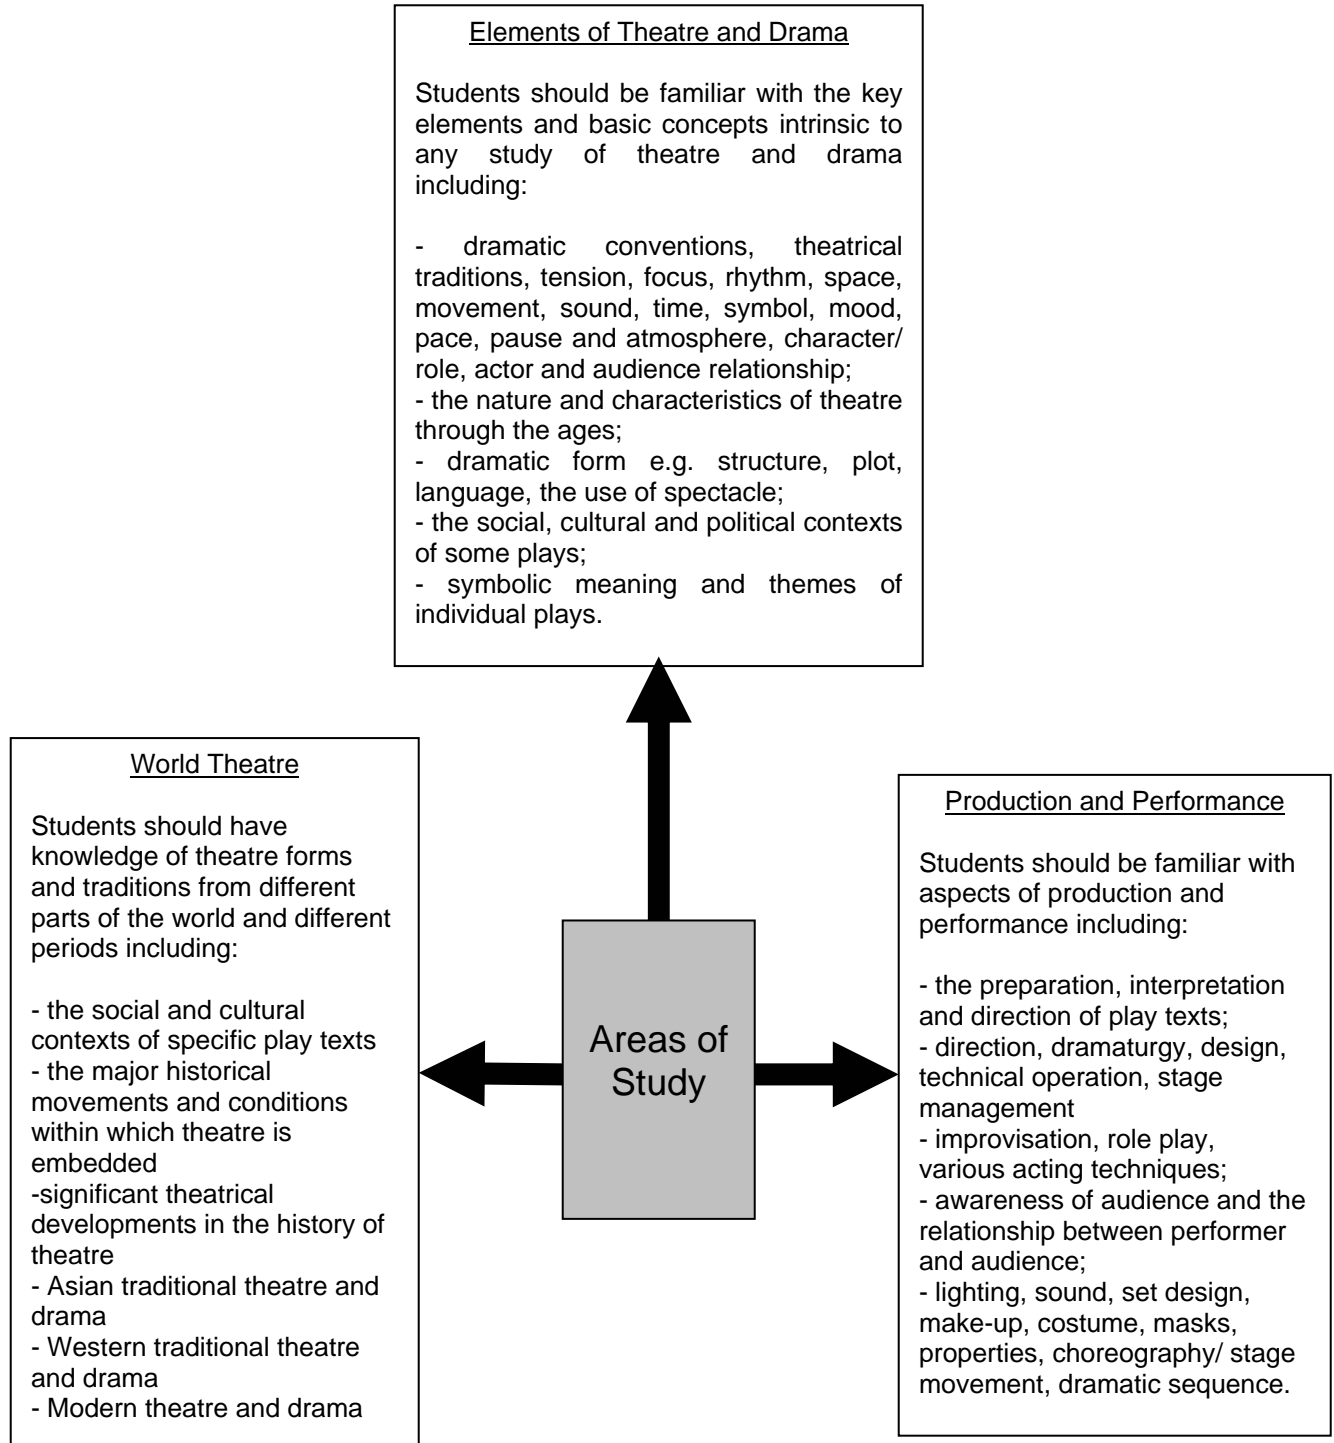 Elements of Theatre and Drama
Students should be familiar with the key
elements and basic concepts intrinsic to
any study of theatre and drama
including:
- dramatic conventions, theatrical
traditions, tension, focus, rhythm, space,
movement, sound, time, symbol, mood,
pace, pause and atmosphere, character/
role, actor and audience relationship;
- the nature and characteristics of theatre
through the ages;
- dramatic form e.g. structure, plot,
language, the use of spectacle;
- the social, cultural and political contexts
of some plays;
- symbolic meaning and themes of
individual plays.
World Theatre
Students should have
knowledge of theatre forms
and traditions from different
parts of the world and different
periods including:
- the social and cultural
contexts of specific play texts
- the major historical
movements and conditions
within which theatre is
embedded
-significant theatrical
developments in the history of
theatre
- Asian traditional theatre and
drama
- Western traditional theatre
and drama
- Modern theatre and drama
Areas of
Study
Production and Performance
Students should be familiar with
aspects of production and
performance including:
- the preparation, interpretation
and direction of play texts;
- direction, dramaturgy, design,
technical operation, stage
management
- improvisation, role play,
various acting techniques;
- awareness of audience and the
relationship between performer
and audience;
- lighting, sound, set design,
make-up, costume, masks,
properties, choreography/ stage
movement, dramatic sequence.